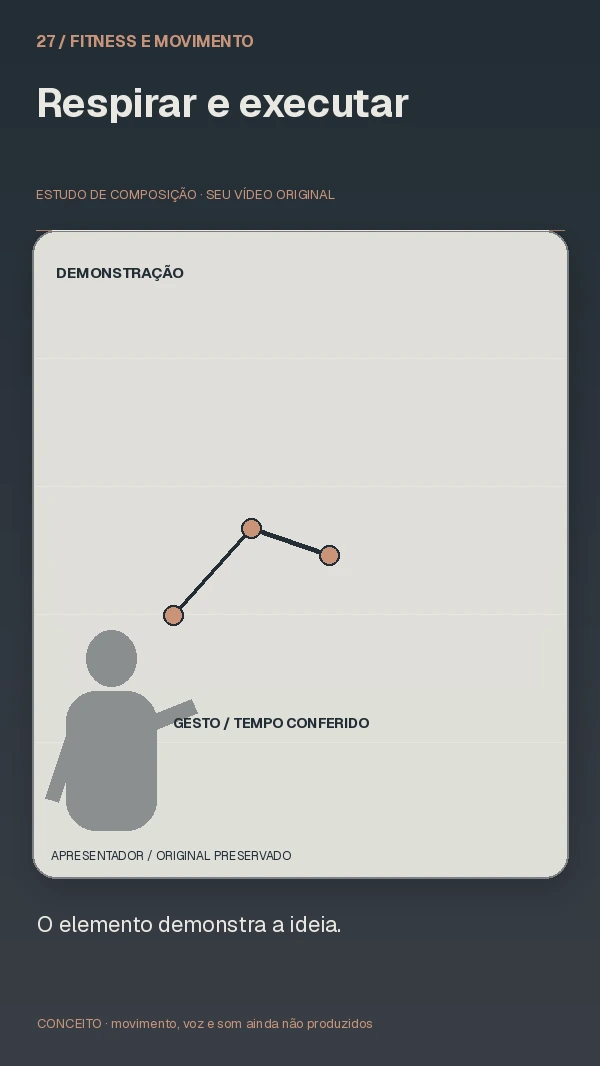 27 / FITNESS E MOVIMENTO
Respirar e executar
ESTUDO DE COMPOSIÇÃO · SEU VÍDEO ORIGINAL
DEMONSTRAÇÃO
GESTO / TEMPO CONFERIDO
APRESENTADOR / ORIGINAL PRESERVADO
O elemento demonstra a ideia.
CONCEITO · movimento, voz e som ainda não produzidos